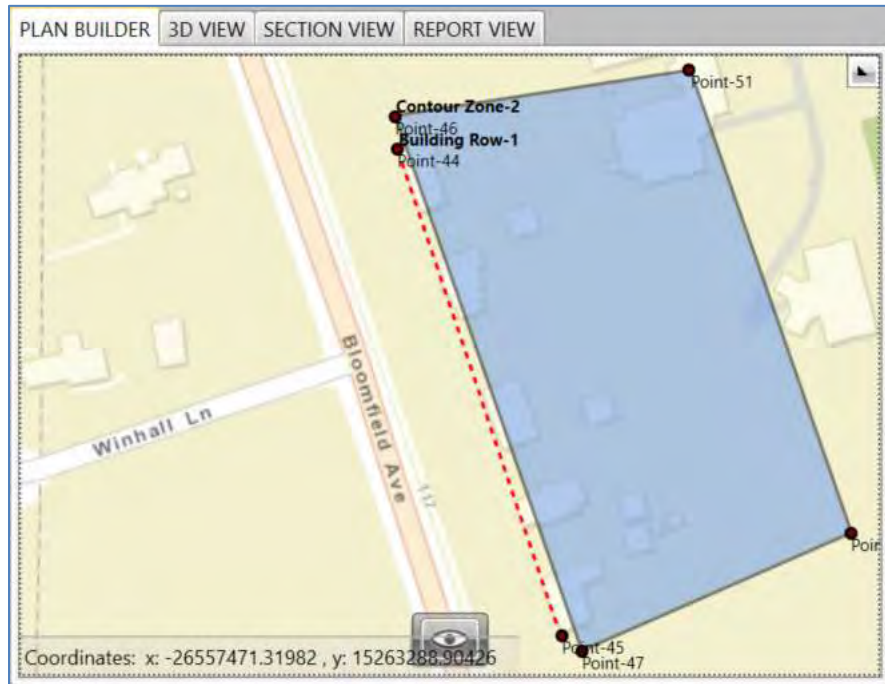 PLAN BUILDER
3D VIEW
SECTION VIEW
REPORT VIEW
Point-51
Contour Zone-2
Point-46
Building Row-1
Point-44
Bloomfield Ave
Winhall Ln
Poin
Point-45
Coordinates: x: -26557471.31982 , y: 15263288.90426
Point-47